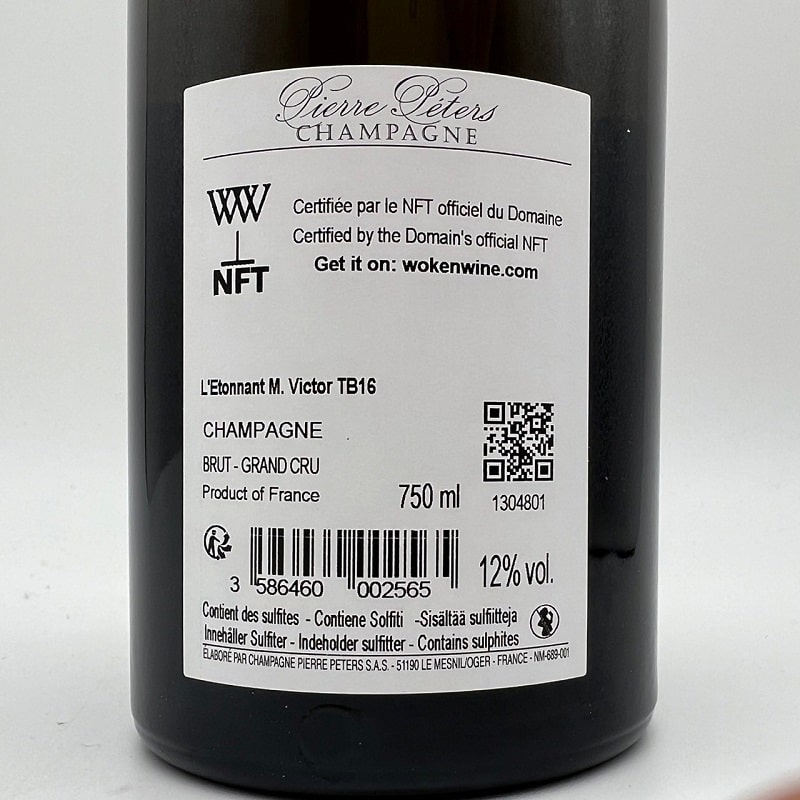 Pierre Péters
CHAMPAGNE
WW
NFT
Certifiée par le NFT officiel du Domaine
Certified by the Domain's official NFT
Get it on: wokenwine.com
L'Etonnant M. Victor TB16
CHAMPAGNE
BRUT - GRAND CRU
Product of France
750 ml
1304801
3 586460 002565
12% vol.
Contient des sulfites - Contiene Solfiti -Sisältää sulfiitteja
Innehåller Sulfiter - Indeholder sulfitter - Contains sulphites
ÉLABORÉ PAR CHAMPAGNE PIERRE PETERS S.A.S. - 51190 LE MESNIL/OGER - FRANCE - NM-689-001